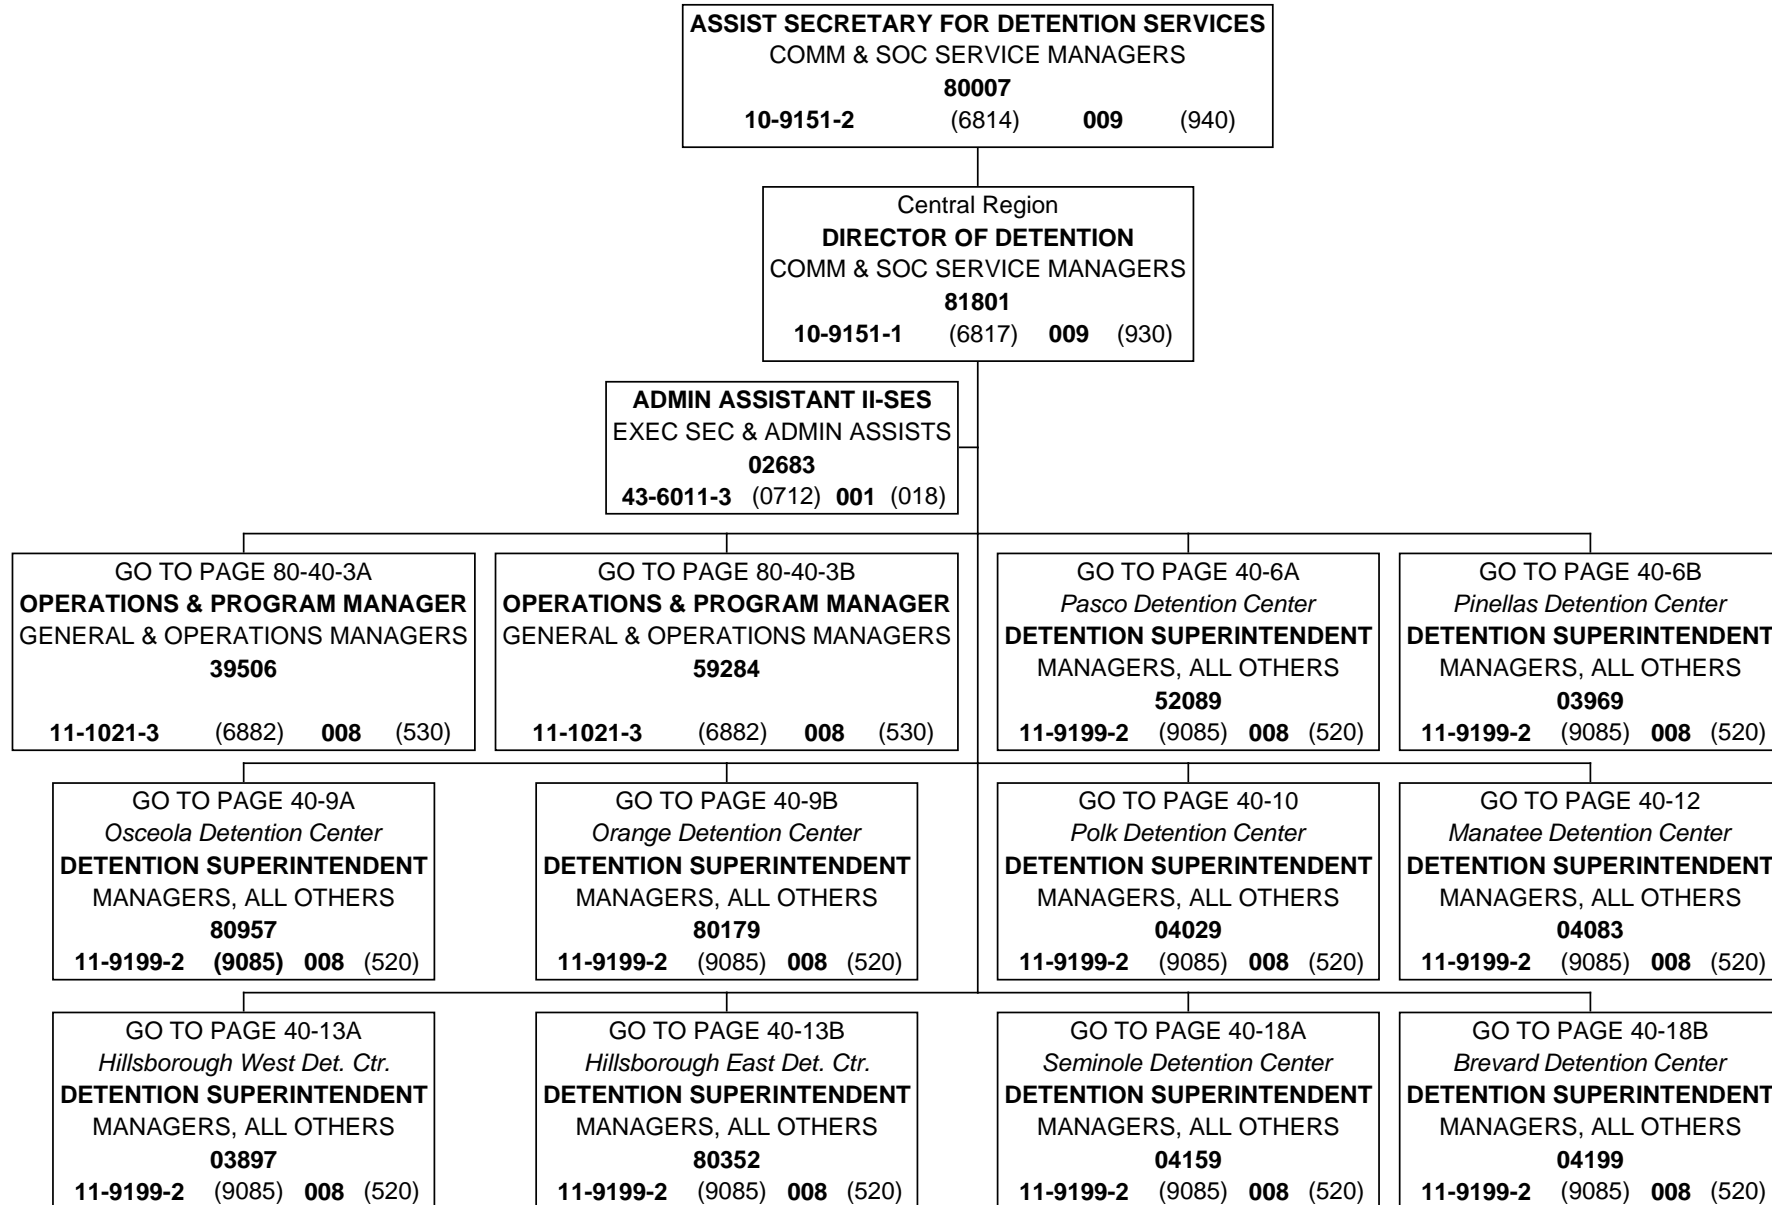 ASSIST SECRETARY FOR DETENTION SERVICES
COMM & SOC SERVICE MANAGERS
80007
10-9151-2 (6814) 009 (940)
Central Region
DIRECTOR OF DETENTION
COMM & SOC SERVICE MANAGERS
81801
10-9151-1 (6817) 009 (930)
ADMIN ASSISTANT II-SES
EXEC SEC & ADMIN ASSISTS
02683
43-6011-3 (0712) 001 (018)
GO TO PAGE 80-40-3A
OPERATIONS & PROGRAM MANAGER
GENERAL & OPERATIONS MANAGERS
39506
11-1021-3 (6882) 008 (530)
GO TO PAGE 80-40-3B
OPERATIONS & PROGRAM MANAGER
GENERAL & OPERATIONS MANAGERS
59284
11-1021-3 (6882) 008 (530)
GO TO PAGE 40-6A
Pasco Detention Center
DETENTION SUPERINTENDENT
MANAGERS, ALL OTHERS
52089
11-9199-2 (9085) 008 (520)
GO TO PAGE 40-6B
Pinellas Detention Center
DETENTION SUPERINTENDENT
MANAGERS, ALL OTHERS
03969
11-9199-2 (9085) 008 (520)
GO TO PAGE 40-9A
Osceola Detention Center
DETENTION SUPERINTENDENT
MANAGERS, ALL OTHERS
80957
11-9199-2 (9085) 008 (520)
GO TO PAGE 40-9B
Orange Detention Center
DETENTION SUPERINTENDENT
MANAGERS, ALL OTHERS
80179
11-9199-2 (9085) 008 (520)
GO TO PAGE 40-10
Polk Detention Center
DETENTION SUPERINTENDENT
MANAGERS, ALL OTHERS
04029
11-9199-2 (9085) 008 (520)
GO TO PAGE 40-12
Manatee Detention Center
DETENTION SUPERINTENDENT
MANAGERS, ALL OTHERS
04083
11-9199-2 (9085) 008 (520)
GO TO PAGE 40-13A
Hillsborough West Det. Ctr.
DETENTION SUPERINTENDENT
MANAGERS, ALL OTHERS
03897
11-9199-2 (9085) 008 (520)
GO TO PAGE 40-13B
Hillsborough East Det. Ctr.
DETENTION SUPERINTENDENT
MANAGERS, ALL OTHERS
80352
11-9199-2 (9085) 008 (520)
GO TO PAGE 40-18A
Seminole Detention Center
DETENTION SUPERINTENDENT
MANAGERS, ALL OTHERS
04159
11-9199-2 (9085) 008 (520)
GO TO PAGE 40-18B
Brevard Detention Center
DETENTION SUPERINTENDENT
MANAGERS, ALL OTHERS
04199
11-9199-2 (9085) 008 (520)